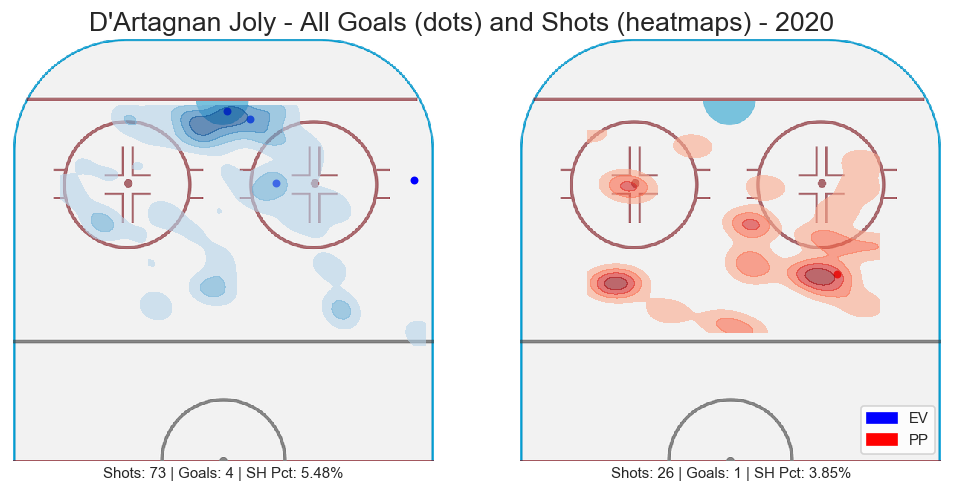 D'Artagnan Joly - All Goals (dots) and Shots (heatmaps) - 2020
EV
PP
Shots: 73 | Goals: 4 | SH Pct: 5.48%
Shots: 26 | Goals: 1 | SH Pct: 3.85%